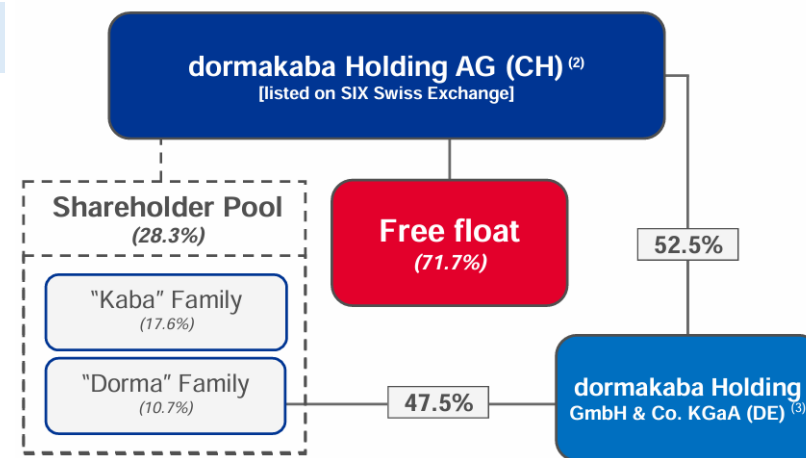 dormakaba Holding AG (CH) (2)
[listed on SIX Swiss Exchange]
Shareholder Pool
(28.3%)
Free float
(71.7%)
52.5%
"Kaba" Family
(17.6%)
"Dorma" Family
(10.7%)
47.5%
dormakaba Holding
GmbH & Co. KGaA (DE) (3)